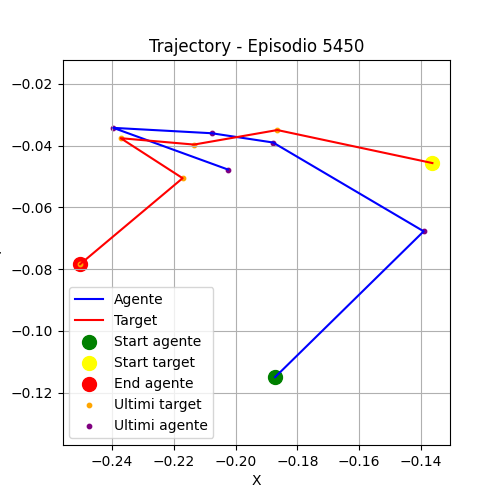 Trajectory - Episodio 5450
−0.02
−0.04
−0.06
−0.08
−0.10
−0.12
Agente
Target
Start agente
Start target
End agente
Ultimi target
Ultimi agente
−0.24 −0.22 −0.20 −0.18 −0.16 −0.14
X